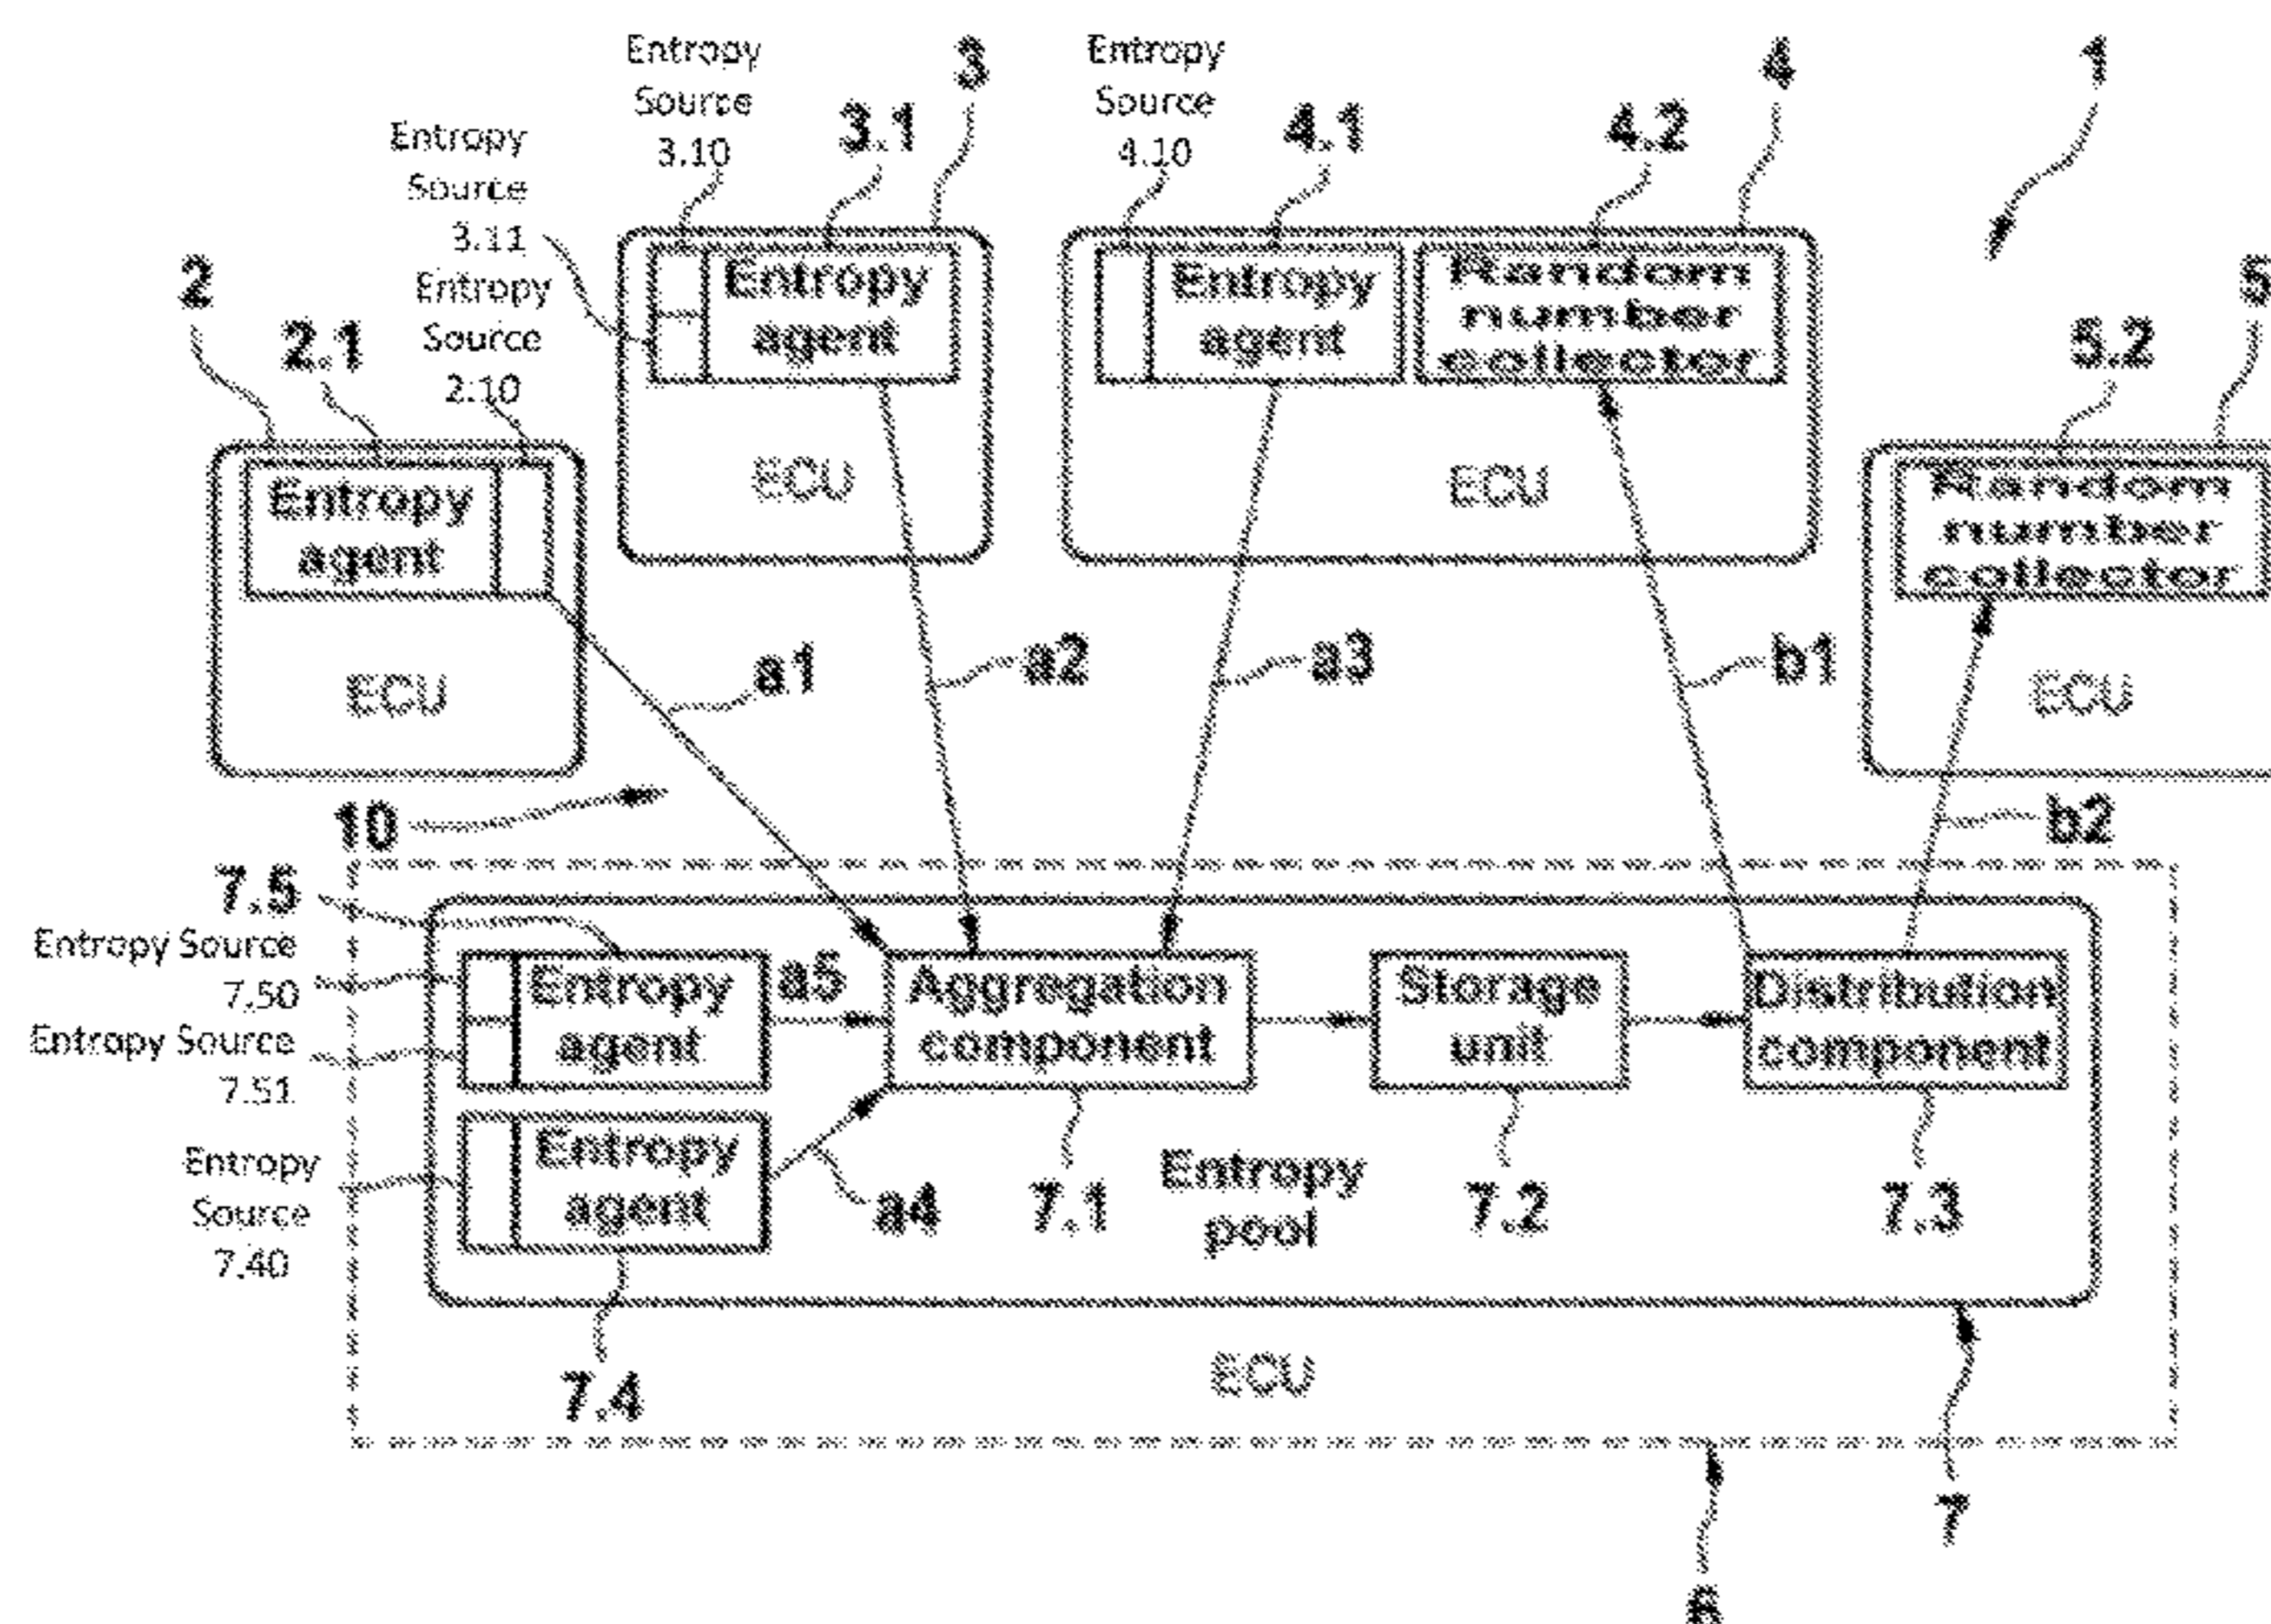 Entropy
Source
3.10
3
3.1
Entropy
Source
4.10
4.1
4.2
4
1
Entropy
Source
3.11
Entropy
Source
2.10
2
2.1
Entropy
agent
ECU
Entropy
agent
ECU
Entropy
agent
Random
number
collector
ECU
5
5.2
Random
number
collector
ECU
a1
a2
a3
b1
b2
10
7.5
Entropy Source
7.50
Entropy Source
7.51
Entropy
Source
7.40
Entropy
agent
a5
Aggregation
component
Storage
unit
Distribution
component
Entropy
agent
a4
7.1
Entropy
pool
7.2
7.3
7.4
ECU
7
6